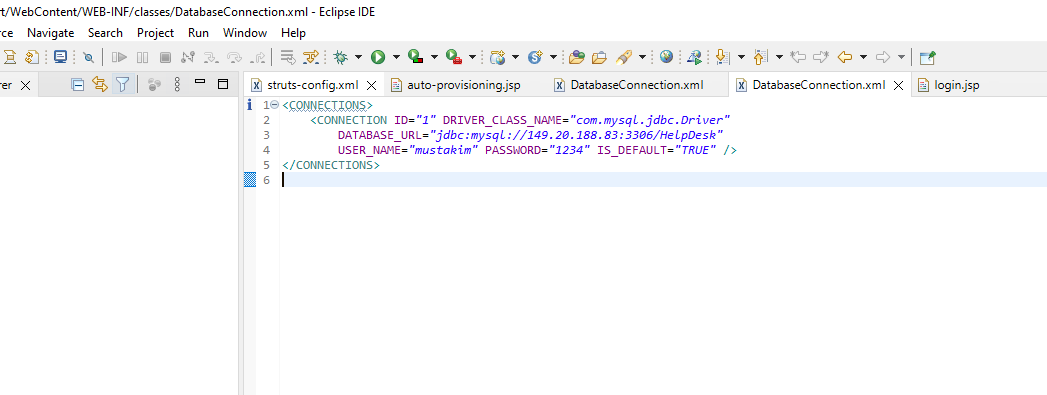 rt/WebContent/WEB-INF/classes/DatabaseConnection.xml - Eclipse IDE
rce Navigate Search Project Run Window Help
rer
struts-config.xml auto-provisioning.jsp DatabaseConnection.xml DatabaseConnection.xml login.jsp
1 <CONNECTIONS>
2 <CONNECTION ID="1" DRIVER_CLASS_NAME="com.mysql.jdbc.Driver"
3 DATABASE_URL="jdbc:mysql://149.20.188.83:3306/HelpDesk"
4 USER_NAME="mustakim" PASSWORD="1234" IS_DEFAULT="TRUE" />
5 </CONNECTIONS>
6